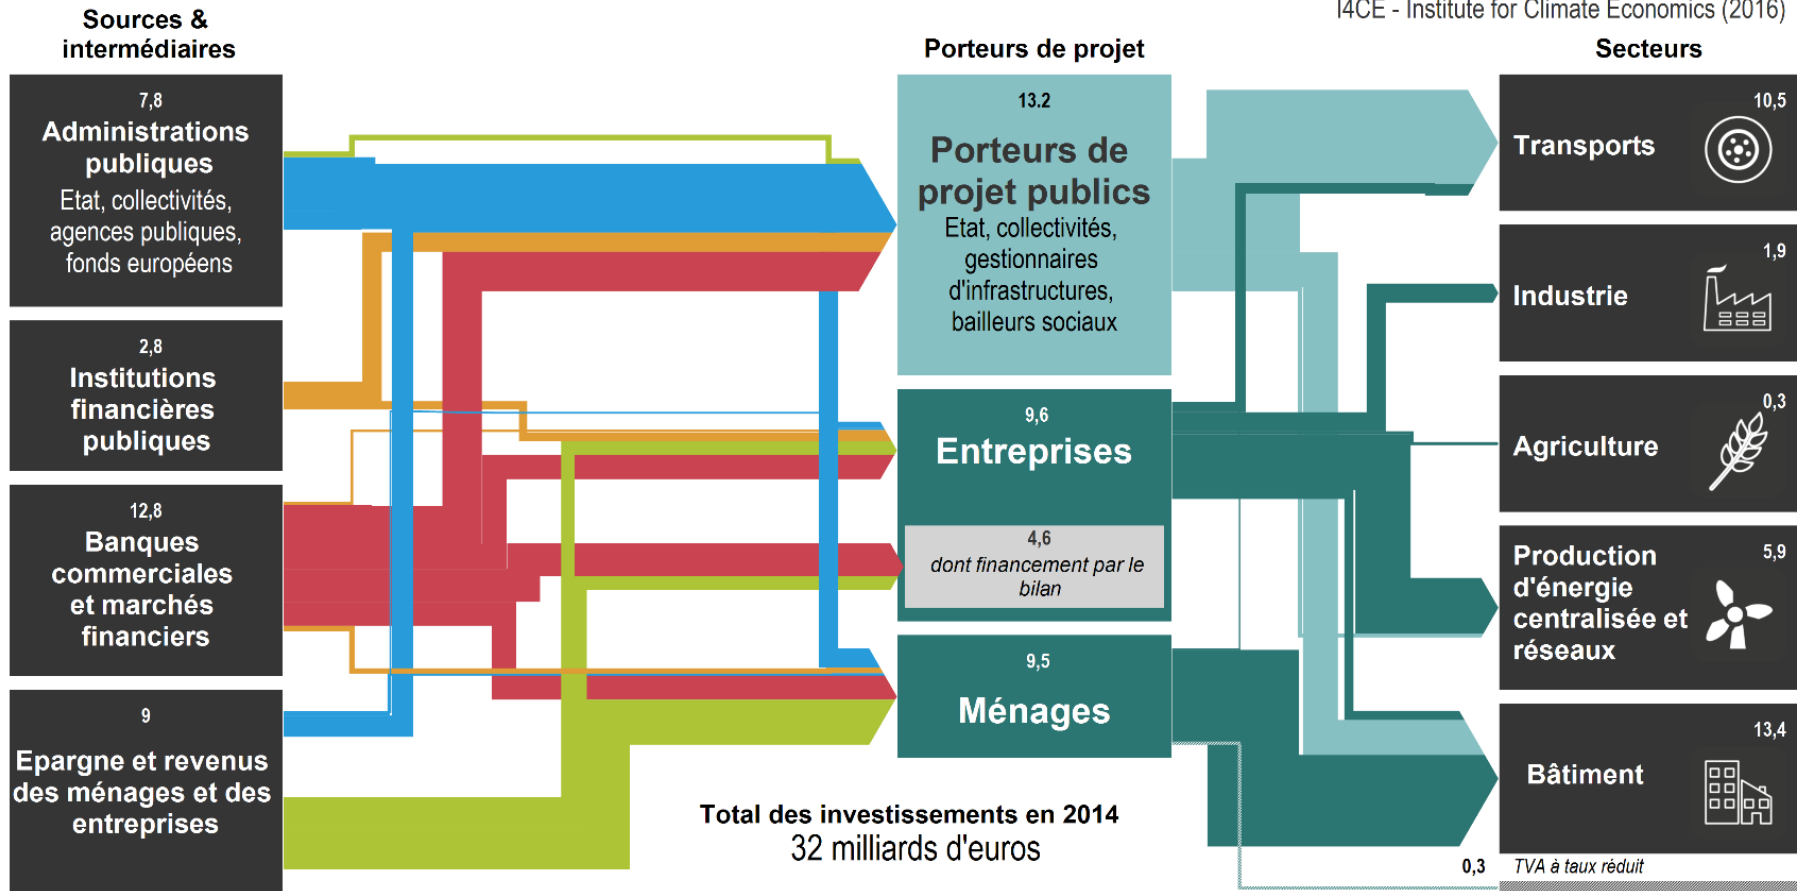 I4CE - Institute for Climate Economics (2016)
Sources &
intermédiaires
7,8
Administrations
publiques
Etat, collectivités,
agences publiques,
fonds européens
2,8
Institutions
financières
publiques
12,8
Banques
commerciales
et marchés
financiers
9
Epargne et revenus
des ménages et des
entreprises
Porteurs de projet
13.2
Porteurs de
projet publics
Etat, collectivités,
gestionnaires
d'infrastructures,
bailleurs sociaux
9,6
Entreprises
4,6
dont financement par le
bilan
9,5
Ménages
Total des investissements en 2014
32 milliards d'euros
Secteurs
10,5
Transports
1,9
Industrie
0,3
Agriculture
5,9
Production
d'énergie
centralisée et
réseaux
13,4
Bâtiment
0,3 TVA à taux réduit